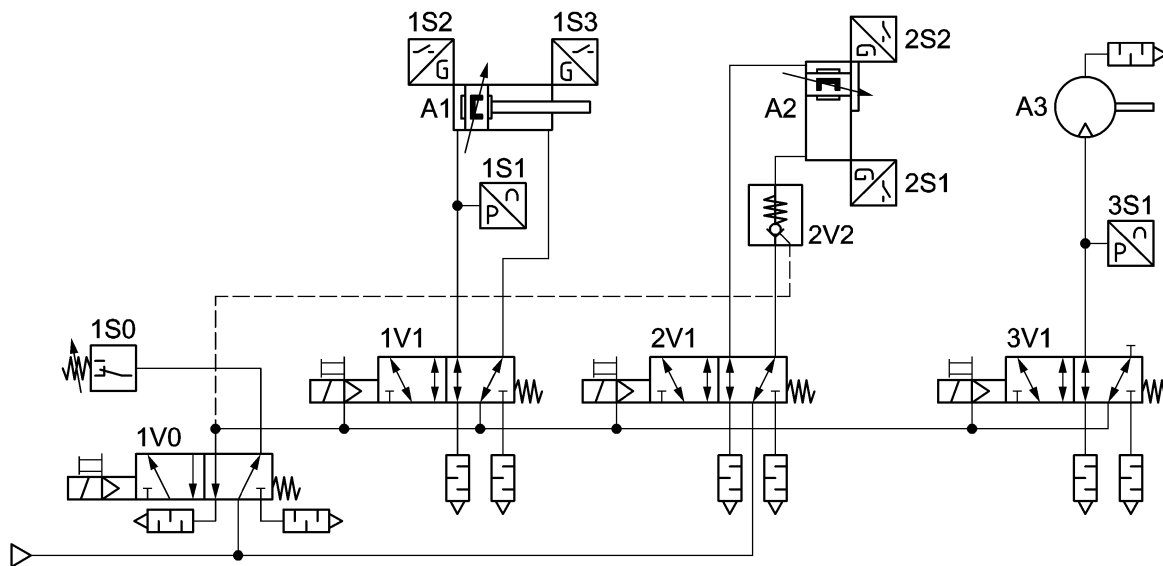 1S2 1S3
2S2
A1 A2 A3
G G G
1S1
P
2S1
G
3S1
P
2V2
1S0
1V1 2V1 3V1
1V0